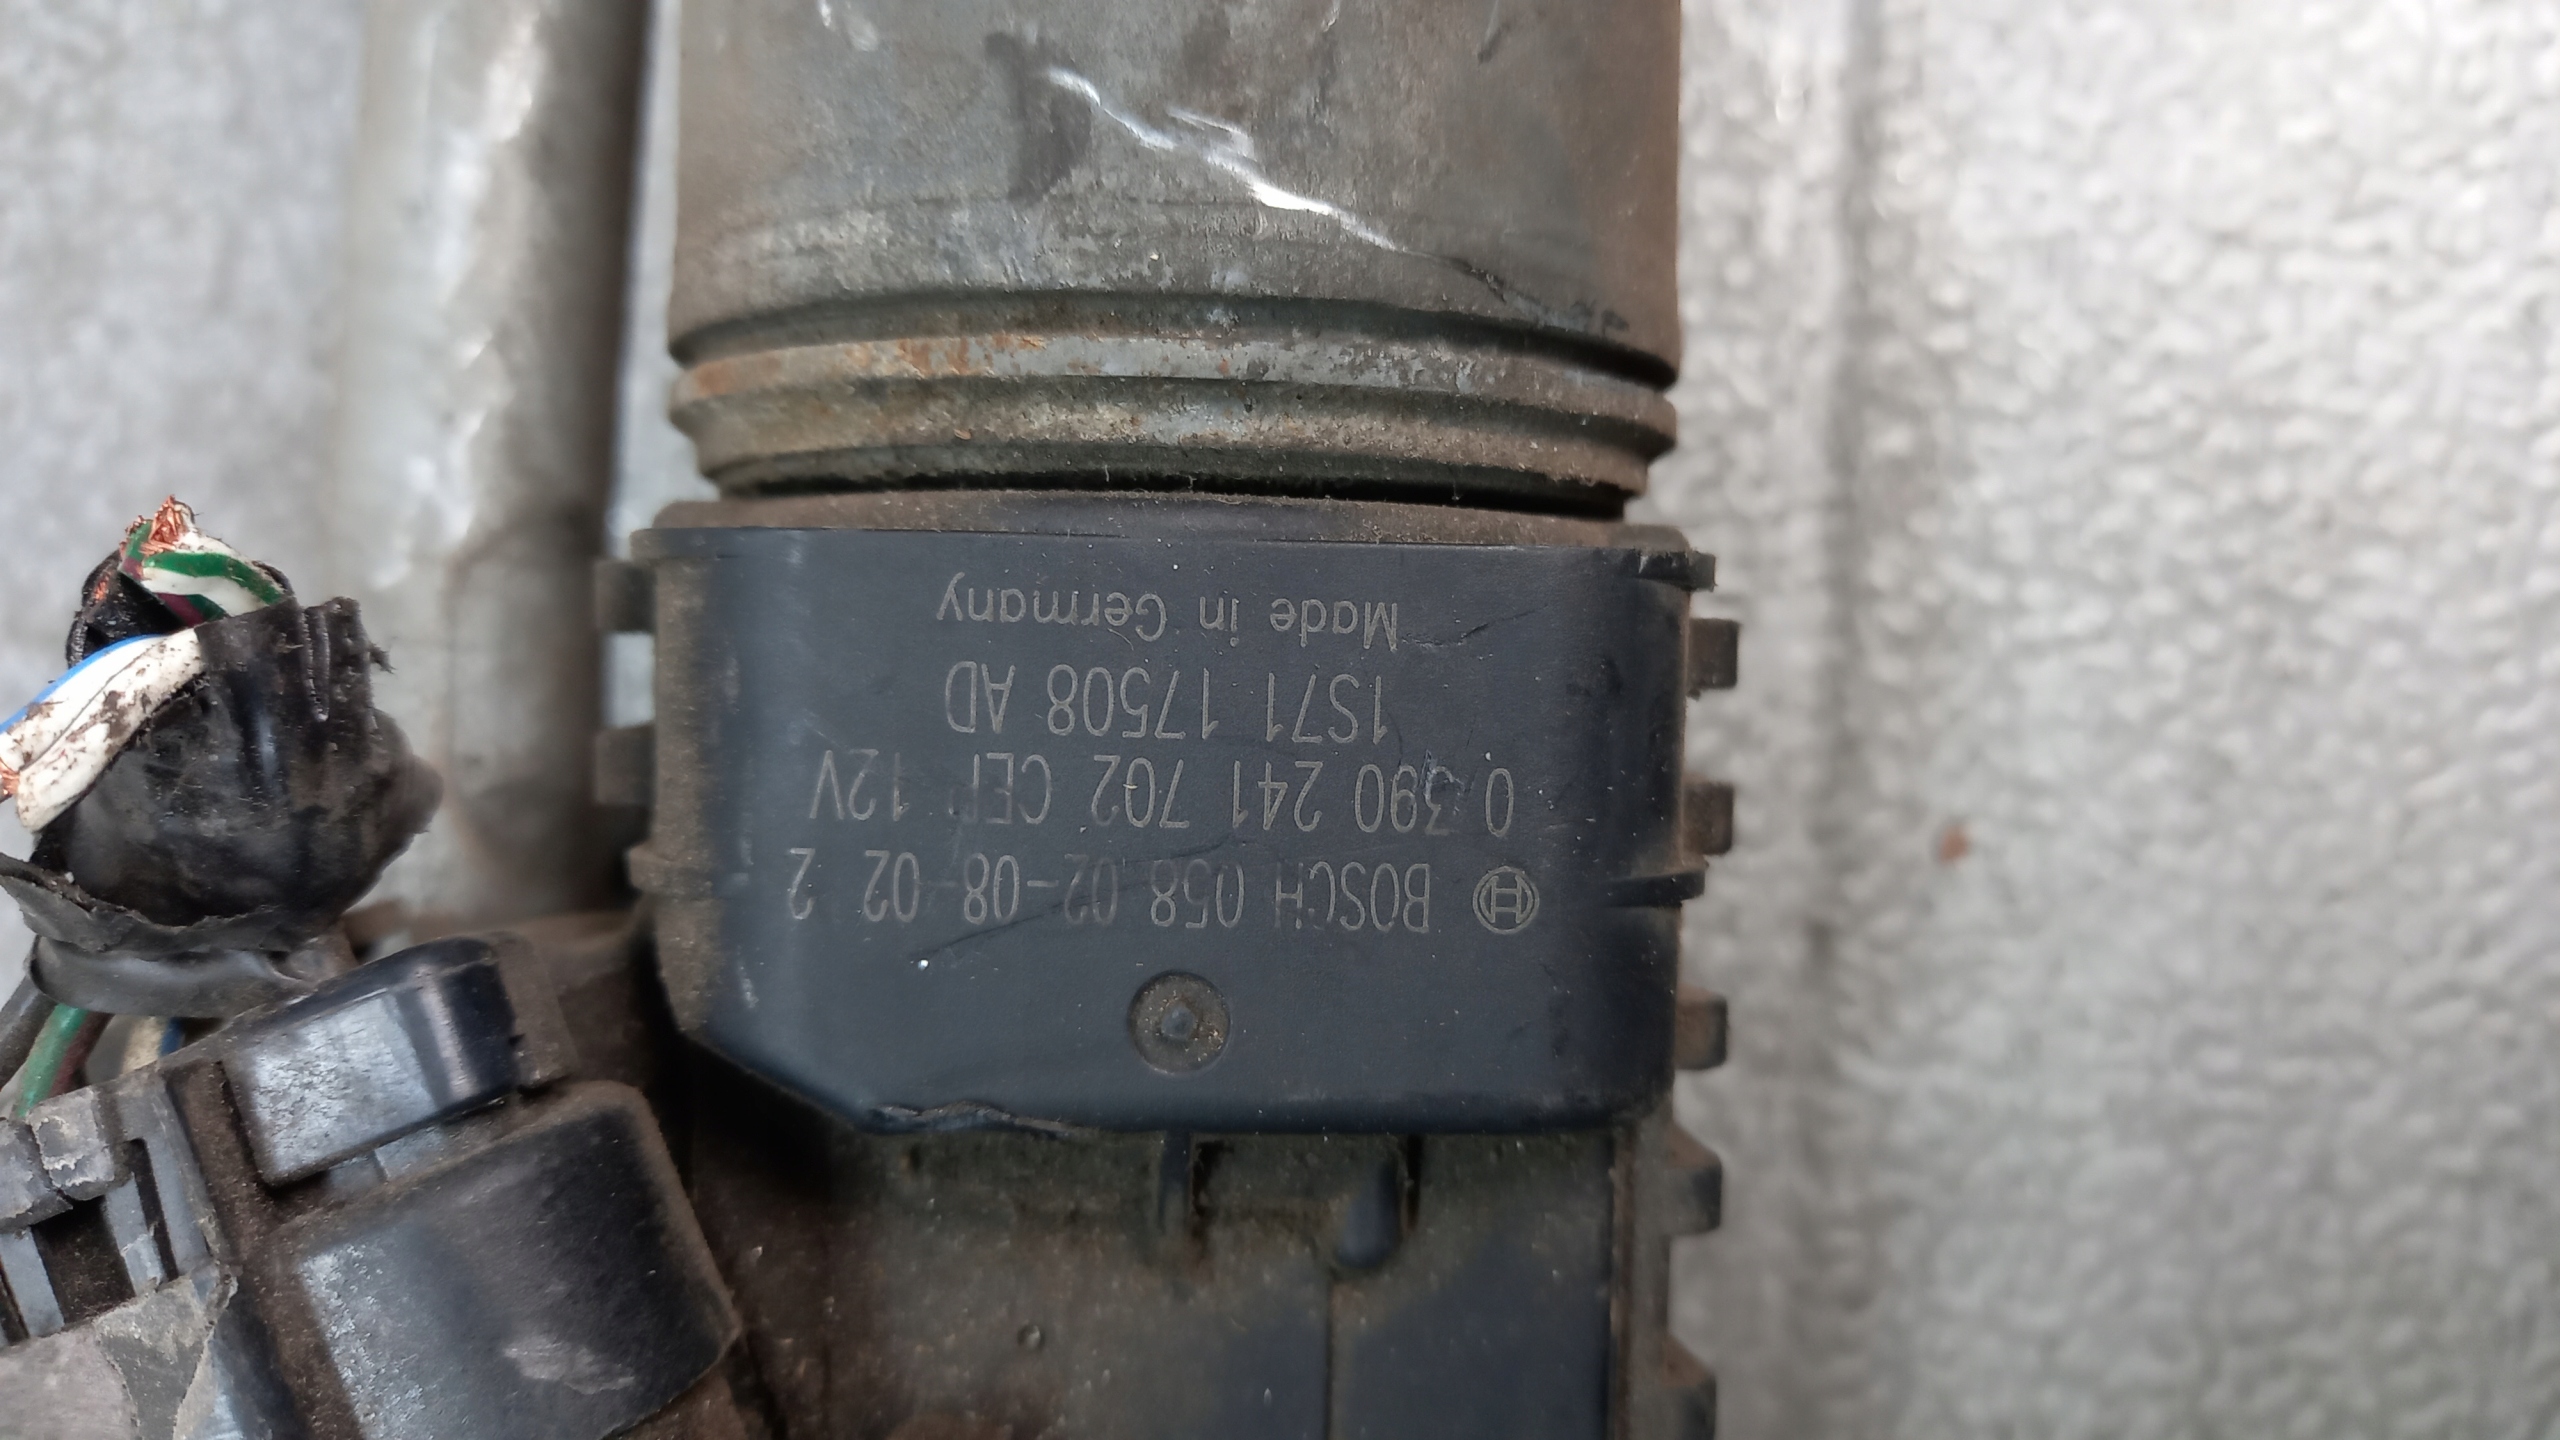 BOSCH 058 02-08-02 2
0 390 241 702 CEP 12V
1S71 17508 AD
Made in Germany